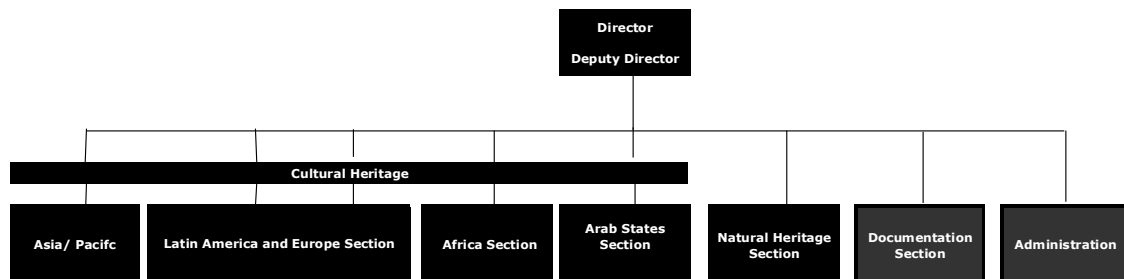 Director
Deputy Director
Cultural Heritage
Asia/ Pacifc
Latin America and Europe Section
Africa Section
Arab States
Section
Natural Heritage
Section
Documentation
Section
Administration